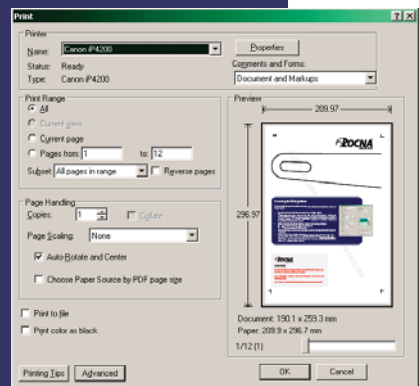 Print
Printer
Name: Canon iP4200
Properties
Status: Ready
Comments and Forms:
Type: Canon iP4200
Document and Markups
Print Range
All
Current view
Current page
Pages from: 1 to: 12
Subset: All pages in range
Reverse pages
Page Handling
Copies: 1
Collate
Page Scaling: None
Auto-Rotate and Center
Choose Paper Source by PDF page size
Print to file
Print color as black
Printing Tips
Advanced
Preview
209.97
296.97
ROCNA
Document: 190.1 x 259.3 mm
Paper: 209.9 x 296.7 mm
1/12 (1)
OK
Cancel